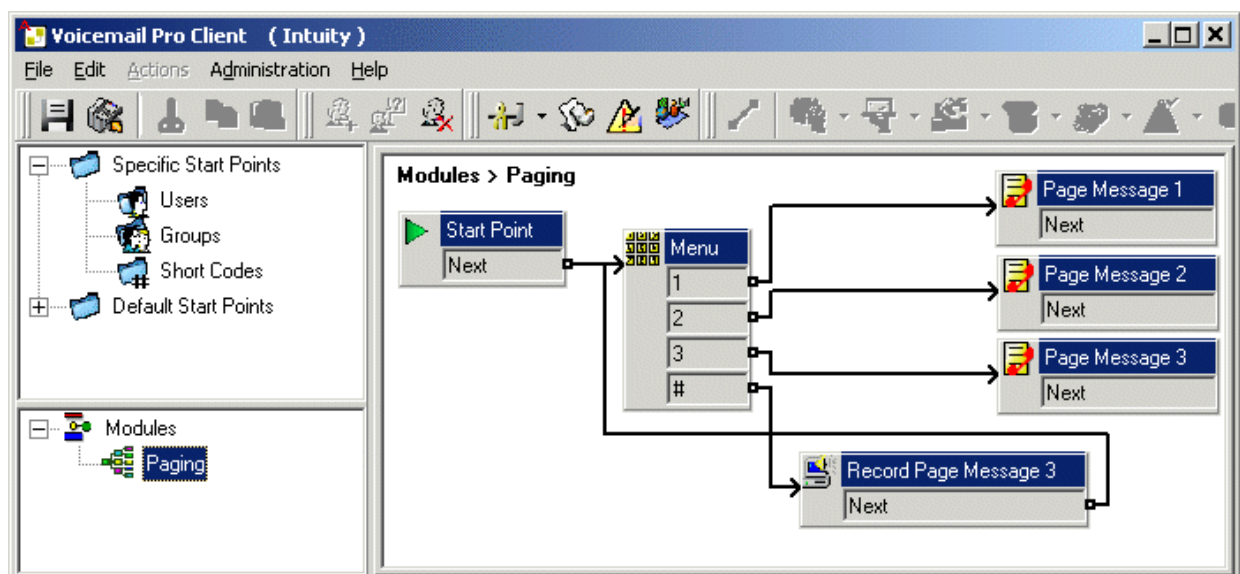 Voicemail Pro Client ( Intuity )
File Edit Actions Administration Help
Specific Start Points
Users
Groups
Short Codes
Default Start Points
Modules
Paging
Modules > Paging
Start Point
Next
Menu
1
2
3
#
Page Message 1
Next
Page Message 2
Next
Page Message 3
Next
Record Page Message 3
Next